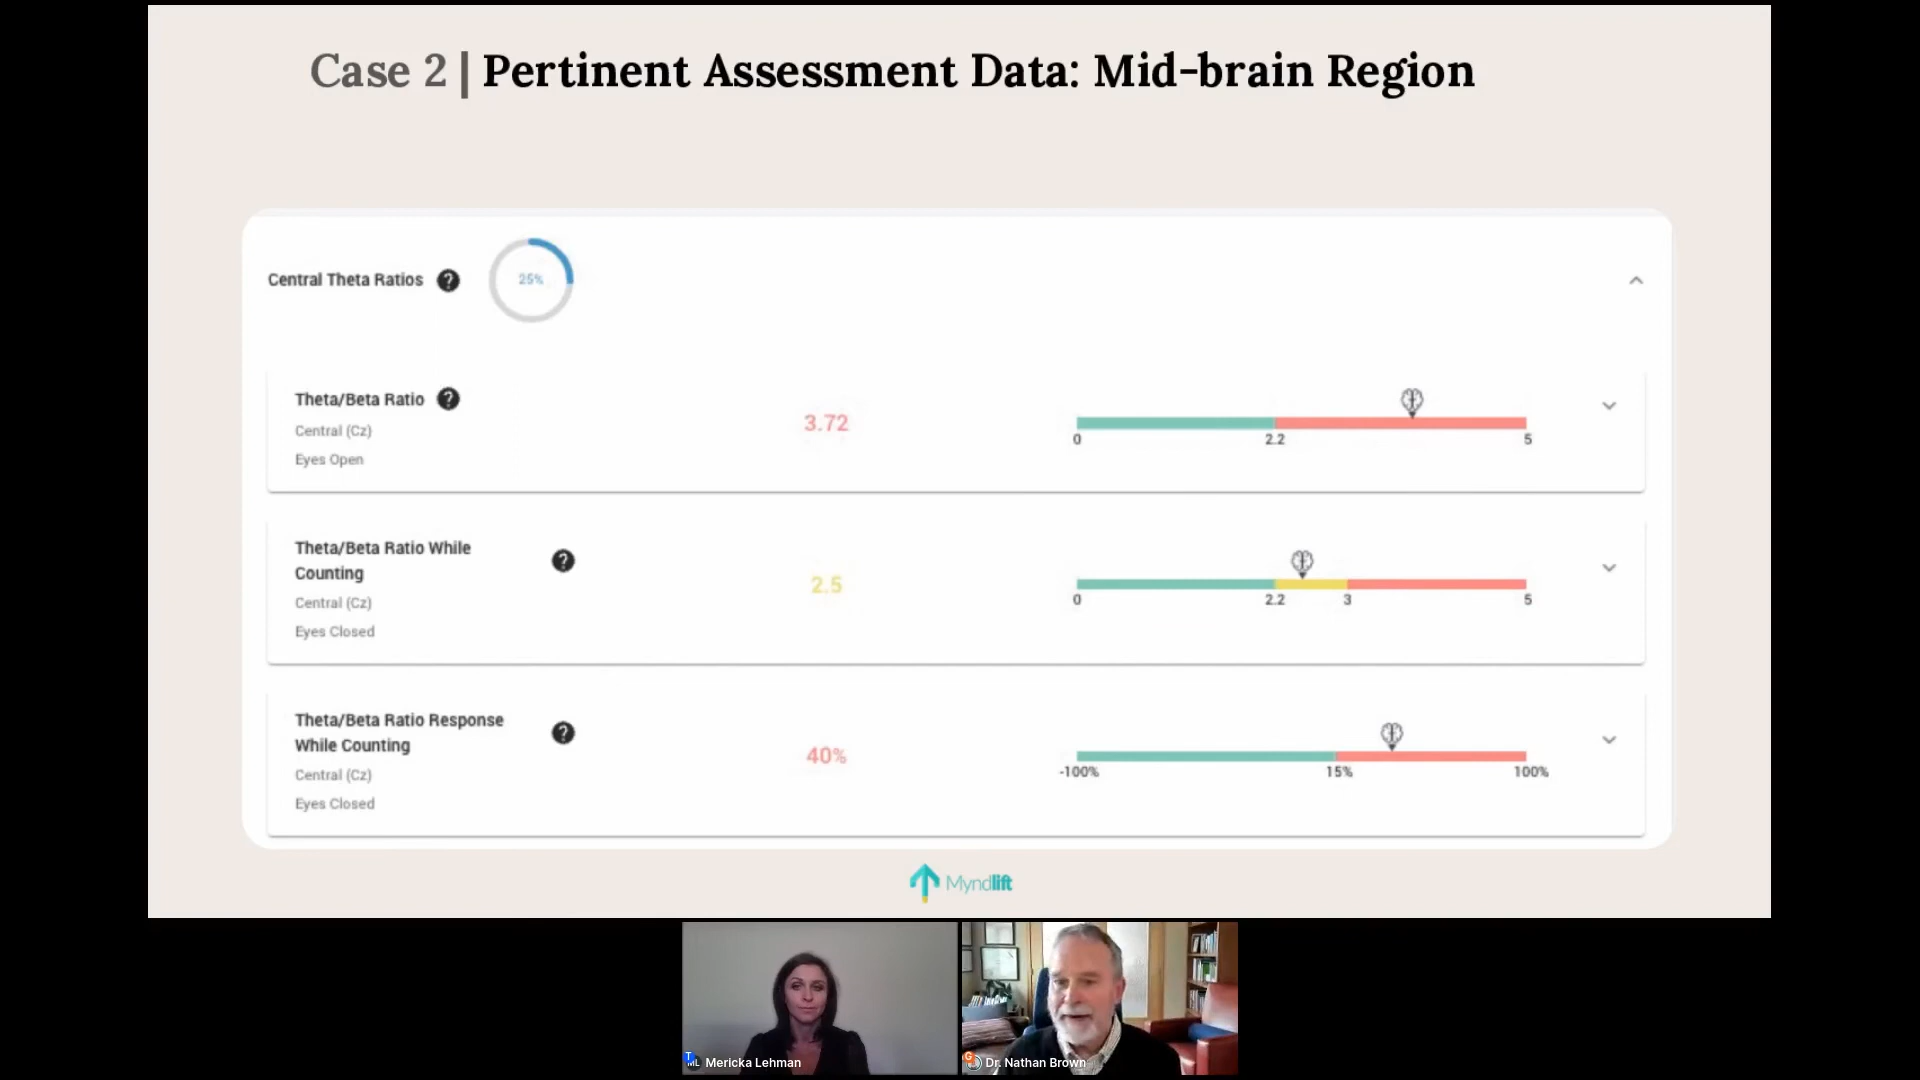 Case 2 | Pertinent Assessment Data: Mid-brain Region
Central Theta Ratios ?
25%
Theta/Beta Ratio ?
Central (Cz)
Eyes Open
3.72
0 2.2 5
Theta/Beta Ratio While
Counting
?
Central (Cz)
Eyes Closed
2.5
0 2.2 3 5
Theta/Beta Ratio Response
While Counting
?
Central (Cz)
Eyes Closed
40%
-100% 15% 100%
Myndlift
T ML Mericka Lehman
G Dr. Nathan Brown